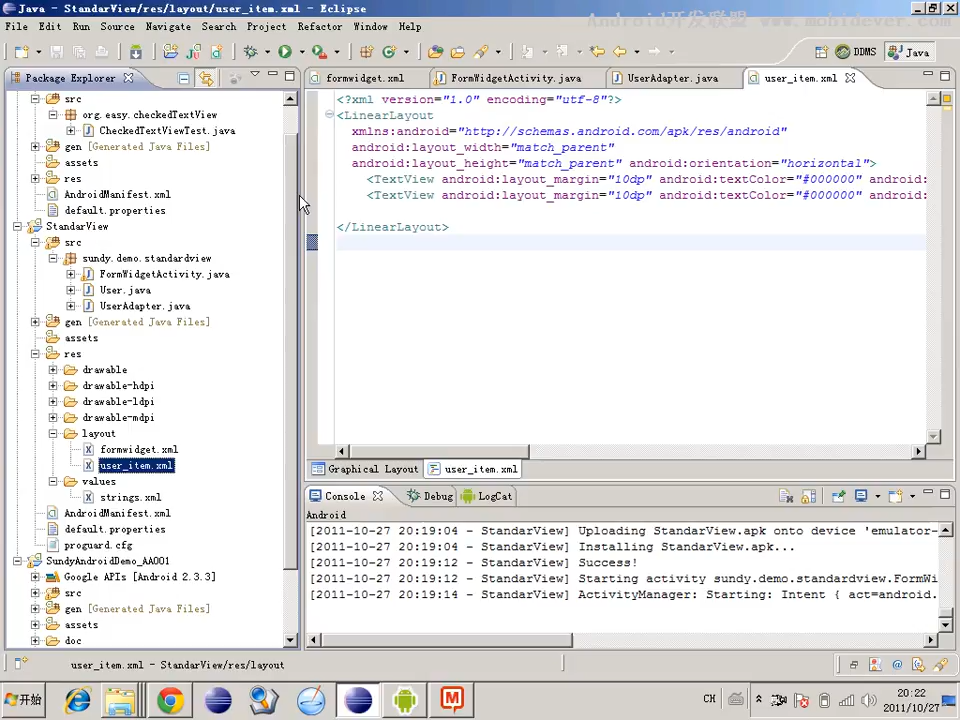 Java - StandarView/res/layout/user_item.xml - Eclipse
Android开发联盟 www.mobidever.com
File Edit Run Source Navigate Search Project Refactor Window Help
DDMS Java
Package Explorer
formwidget.xml FormWidgetActivity.java UserAdapter.java user_item.xml
src
org.easy.checkedTextView
CheckedTextViewTest.java
gen [Generated Java Files]
assets
res
AndroidManifest.xml
default.properties
StandarView
src
sundy.demo.standardview
FormWidgetActivity.java
User.java
UserAdapter.java
gen [Generated Java Files]
assets
res
drawable
drawable-hdpi
drawable-ldpi
drawable-mdpi
layout
formwidget.xml
user_item.xml
values
strings.xml
AndroidManifest.xml
default.properties
proguard.cfg
SundyAndroidDemo_AA001
Google APIs [Android 2.3.3]
src
gen [Generated Java Files]
assets
doc
<?xml version="1.0" encoding="utf-8"?>
<LinearLayout
xmlns:android="http://schemas.android.com/apk/res/android"
android:layout_width="match_parent"
android:layout_height="match_parent" android:orientation="horizontal">
<TextView android:layout_margin="10dp" android:textColor="#000000" android:
<TextView android:layout_margin="10dp" android:textColor="#000000" android:
</LinearLayout>
Graphical Layout user_item.xml
Console Debug LogCat
Android
[2011-10-27 20:19:04 - StandarView] Uploading StandarView.apk onto device 'emulator-
[2011-10-27 20:19:04 - StandarView] Installing StandarView.apk...
[2011-10-27 20:19:12 - StandarView] Success!
[2011-10-27 20:19:12 - StandarView] Starting activity sundy.demo.standardview.FormWi
[2011-10-27 20:19:14 - StandarView] ActivityManager: Starting: Intent { act=android.
user_item.xml - StandarView/res/layout
开始
CH
20:22
2011/10/27